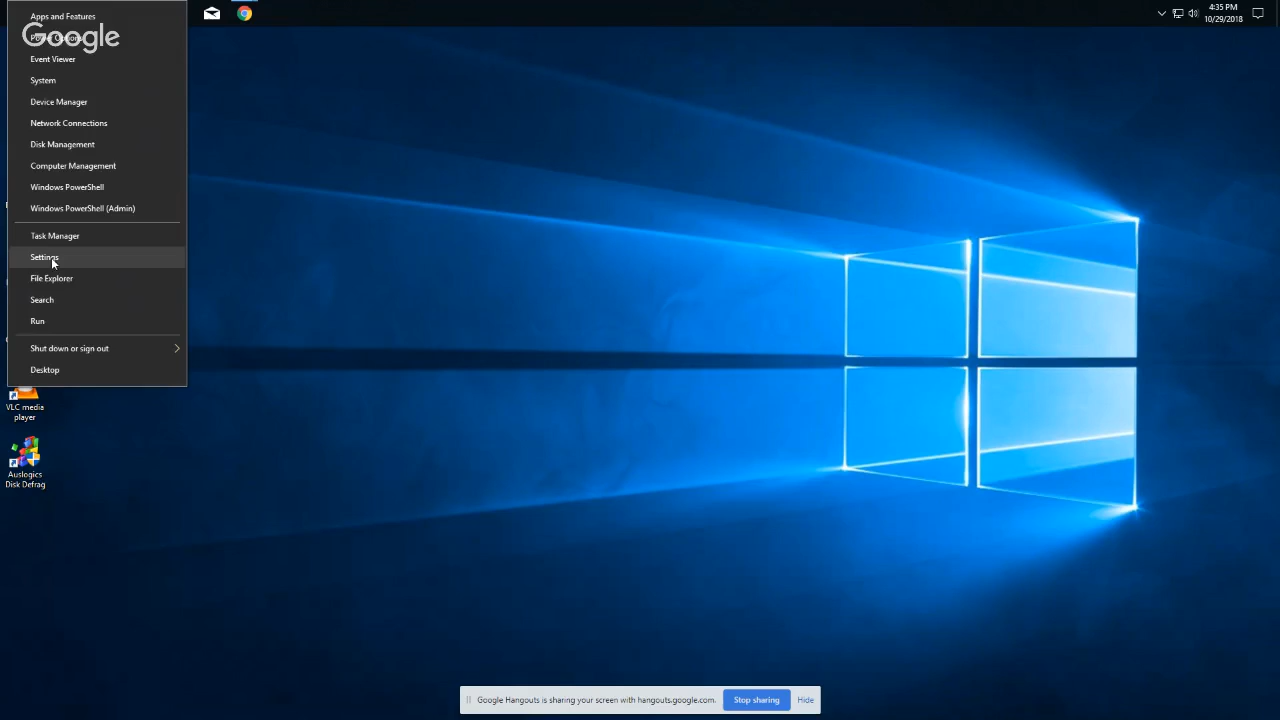 Apps and Features
Google
Power Options
Event Viewer
System
Device Manager
Network Connections
Disk Management
Computer Management
Windows PowerShell
Windows PowerShell (Admin)
Task Manager
Settings
File Explorer
Search
Run
Shut down or sign out
Desktop
VLC media
player
Auslogics
Disk Defrag
4:35 PM
10/29/2018
Google Hangouts is sharing your screen with hangouts.google.com.
Stop sharing
Hide